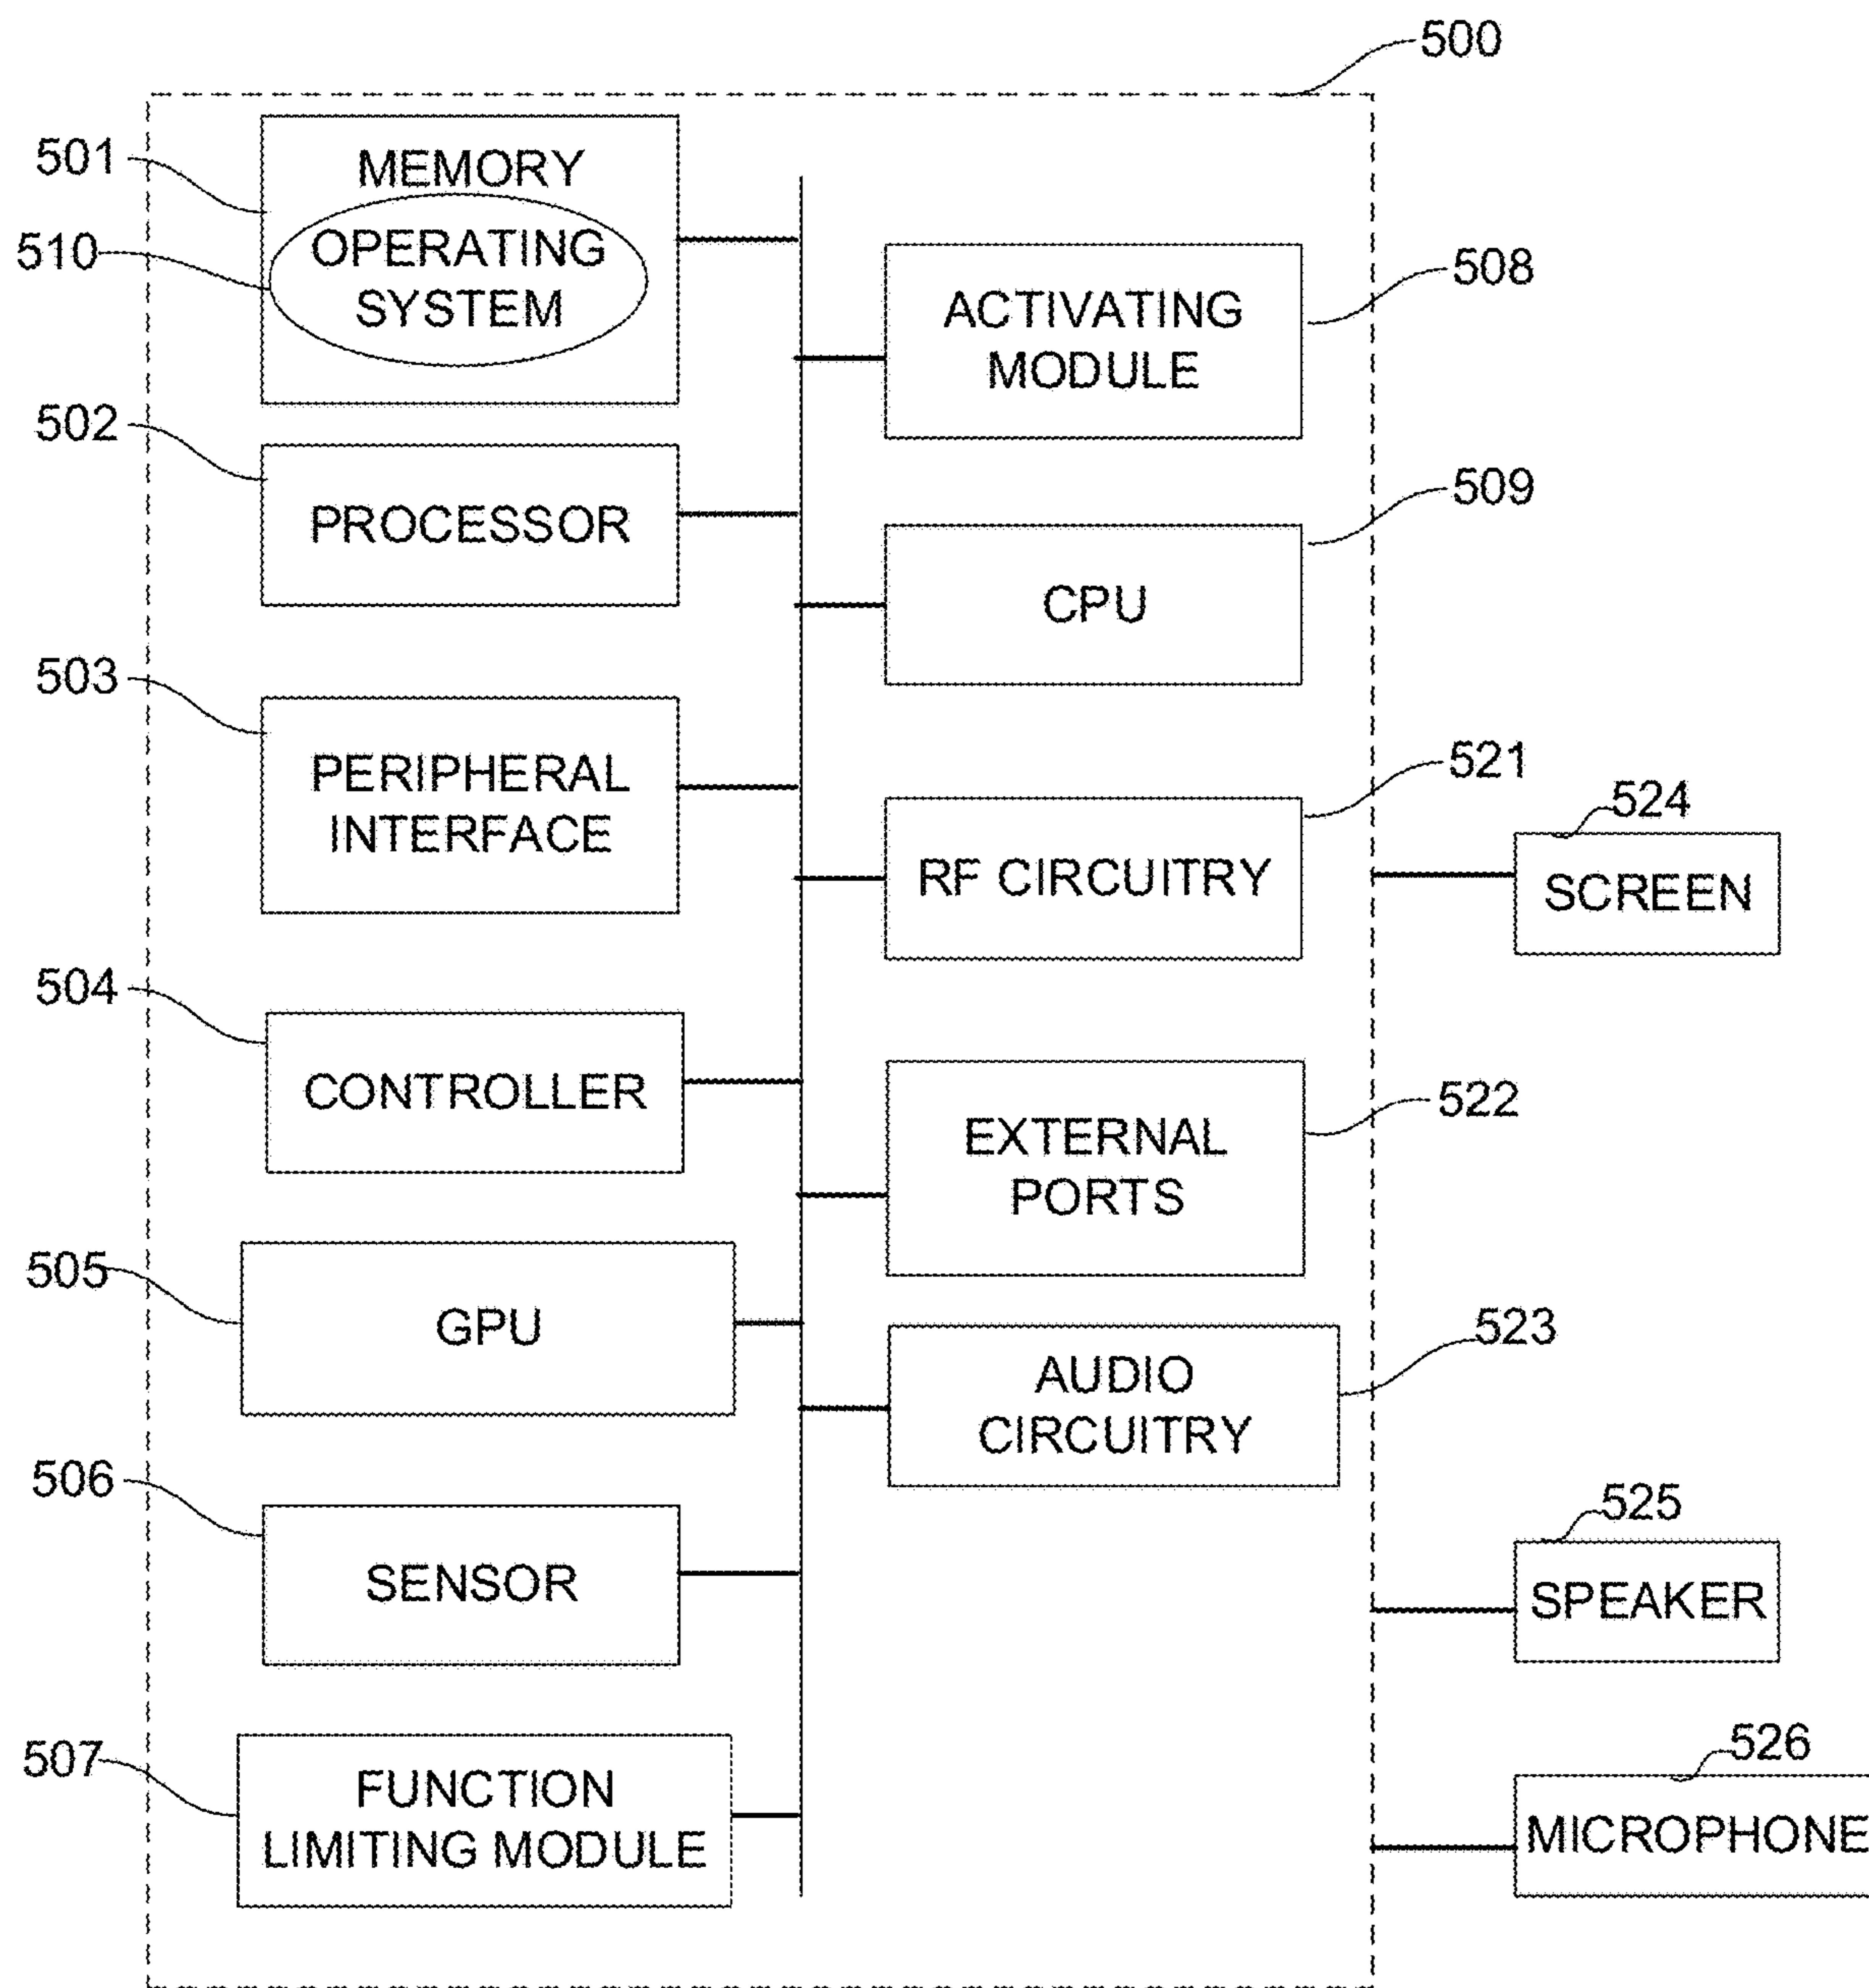 500
501
MEMORY
510
OPERATING
SYSTEM
508
ACTIVATING
MODULE
502
PROCESSOR
509
CPU
503
PERIPHERAL
INTERFACE
521
RF CIRCUITRY
524
SCREEN
504
CONTROLLER
522
EXTERNAL
PORTS
505
GPU
523
AUDIO
CIRCUITRY
506
SENSOR
525
SPEAKER
507
FUNCTION
LIMITING MODULE
526
MICROPHONE